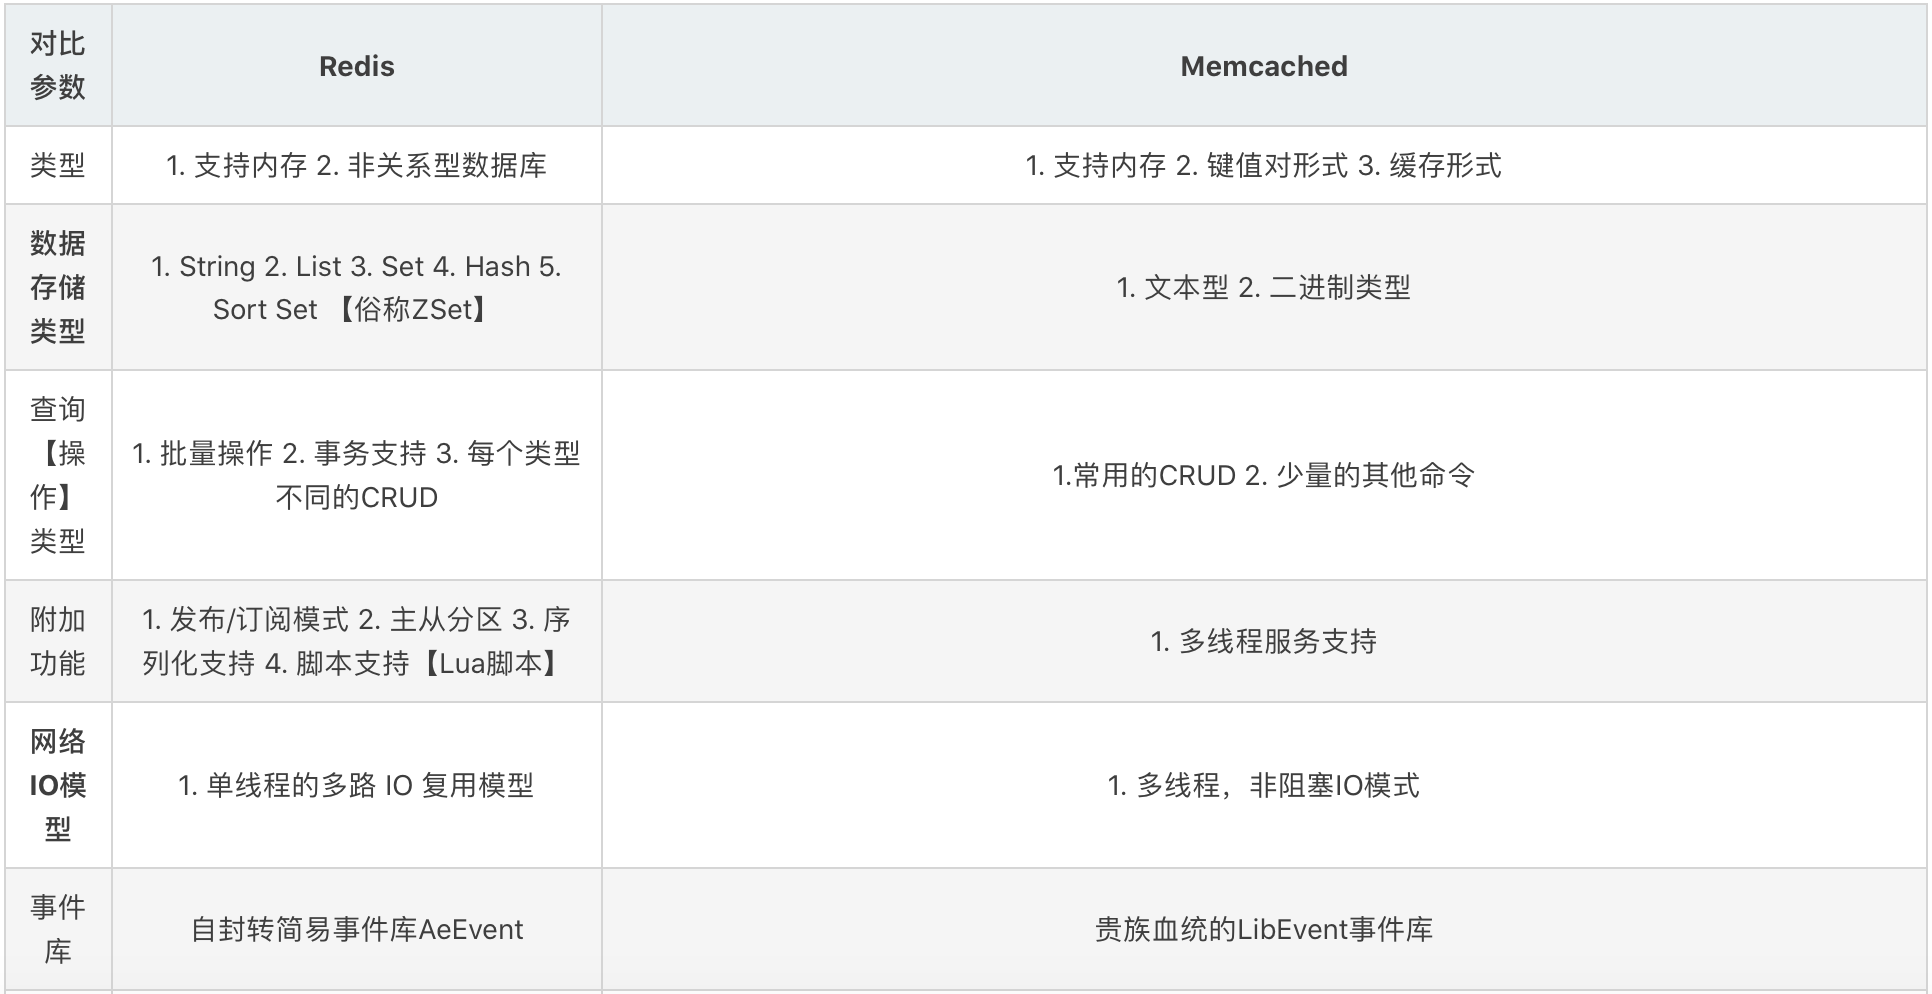 对比
参数
Redis
Memcached
类型
1. 支持内存 2. 非关系型数据库
1. 支持内存 2. 键值对形式 3. 缓存形式
数据
存储
类型
1. String 2. List 3. Set 4. Hash 5.
Sort Set 【俗称ZSet】
1. 文本型 2. 二进制类型
查询
【操
作】
类型
1. 批量操作 2. 事务支持 3. 每个类型
不同的CRUD
1.常用的CRUD 2. 少量的其他命令
附加
功能
1. 发布/订阅模式 2. 主从分区 3. 序
列化支持 4. 脚本支持【Lua脚本】
1. 多线程服务支持
网络
IO模
型
1. 单线程的多路 IO 复用模型
1. 多线程，非阻塞IO模式
事件
库
自封转简易事件库AeEvent
贵族血统的LibEvent事件库